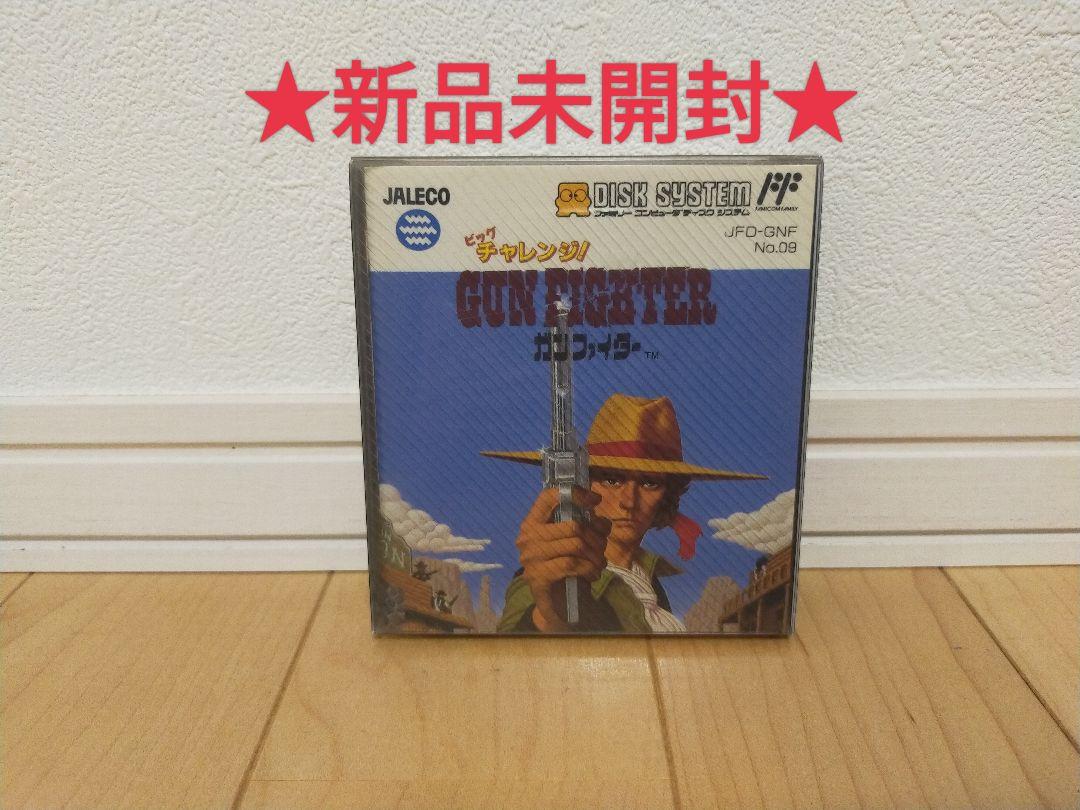 ★新品未開封★
JALECO
DISK SYSTEM
ファミリー コンピュータ ディスク システム
FAMICOM FAMILY
JFD-GNF
No.09
ビッグ
チャレンジ!
GUN FIGHTER
ガンファイター TM